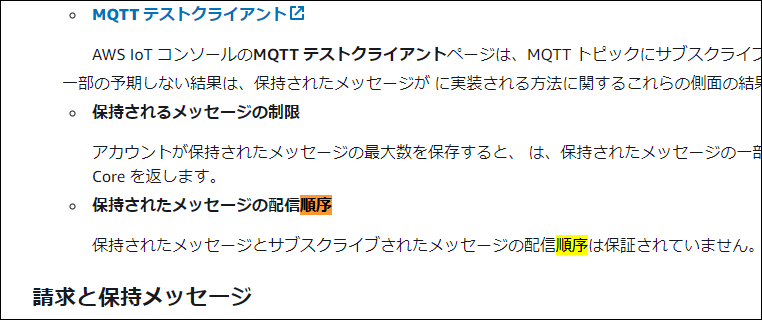 MQTT テストクライアント
AWS IoT コンソールのMQTT テストクライアントページは、MQTT トピックにサブスクライブ
一部の予期しない結果は、保持されたメッセージが に実装される方法に関するこれらの側面の結果
保持されるメッセージの制限
アカウントが保持されたメッセージの最大数を保存すると、 は、保持されたメッセージの一部
Core を返します。
保持されたメッセージの配信順序
保持されたメッセージとサブスクライブされたメッセージの配信順序は保証されていません。
請求と保持メッセージ